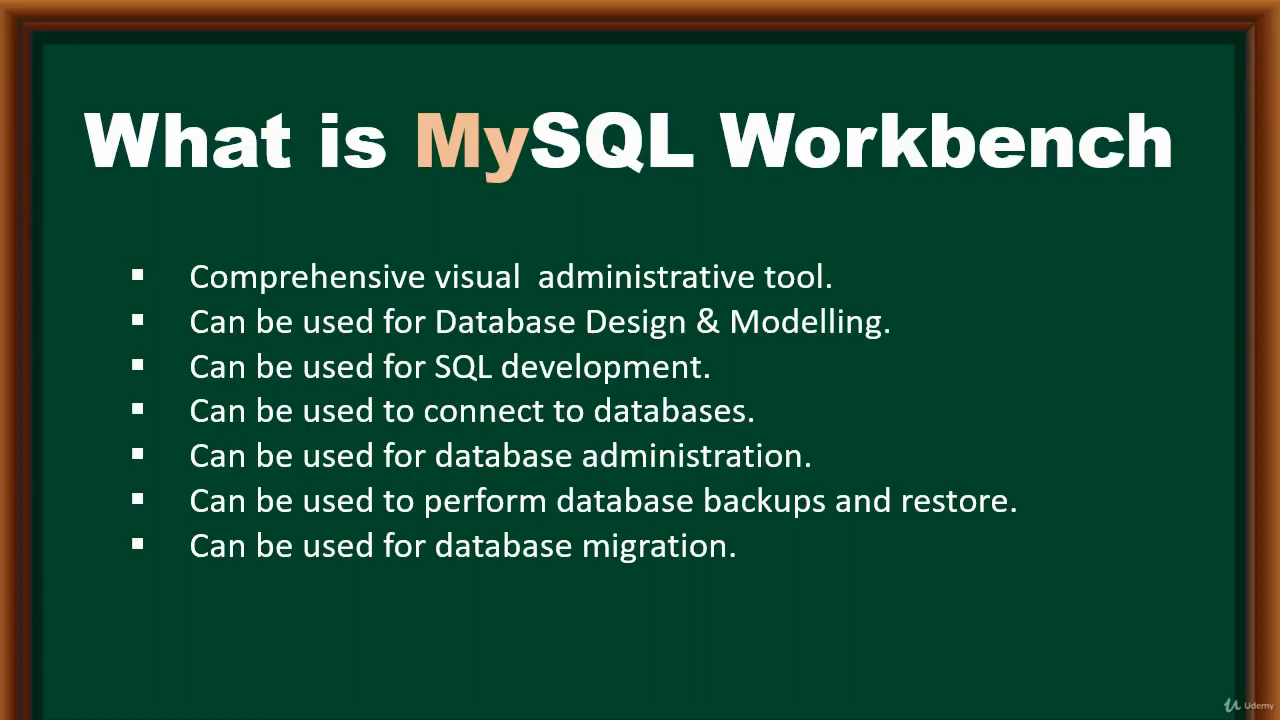 What is MySQL Workbench
▪ Comprehensive visual  administrative tool.
▪ Can be used for Database Design & Modelling.
▪ Can be used for SQL development.
▪ Can be used to connect to databases.
▪ Can be used for database administration.
▪ Can be used to perform database backups and restore.
▪ Can be used for database migration.
Udemy